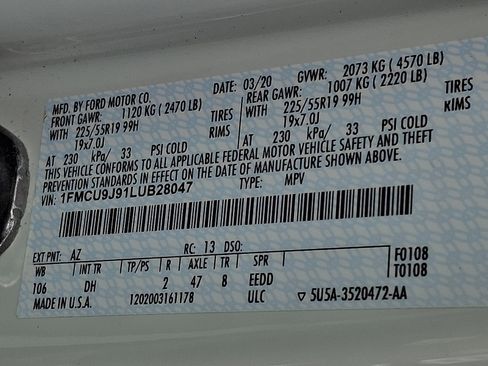 MFD. BY FORD MOTOR CO. 03/20 GVWR: 2073 KG ( 4570 LB)
FRONT GAWR: 1120 KG ( 2470 LB) REAR GAWR: 1007 KG ( 2220 LB)
WITH 225/55R19 99H TIRES WITH 225/55R19 99H TIRES
19x7.0J RIMS 19x7.0J RIMS
AT 230 kPa/ 33 PSI COLD AT 230 kPa/ 33 PSI COLD
THIS VEHICLE CONFORMS TO ALL APPLICABLE FEDERAL MOTOR VEHICLE SAFETY AND THEFT
PREVENTION STANDARDS IN EFFECT ON THE DATE OF MANUFACTURE SHOWN ABOVE.
VIN: 1FMCU9J91LUB28047 TYPE: MPV
EXT PNT: AZ RC: 13 DSO: F0108
WB INT TR TP/PS R AXLE TR SPR T0108
106 DH 2 47 8 EEDD
MADE IN U.S.A. 1202003161178 ULC ▽ 5U5A-3520472-AA